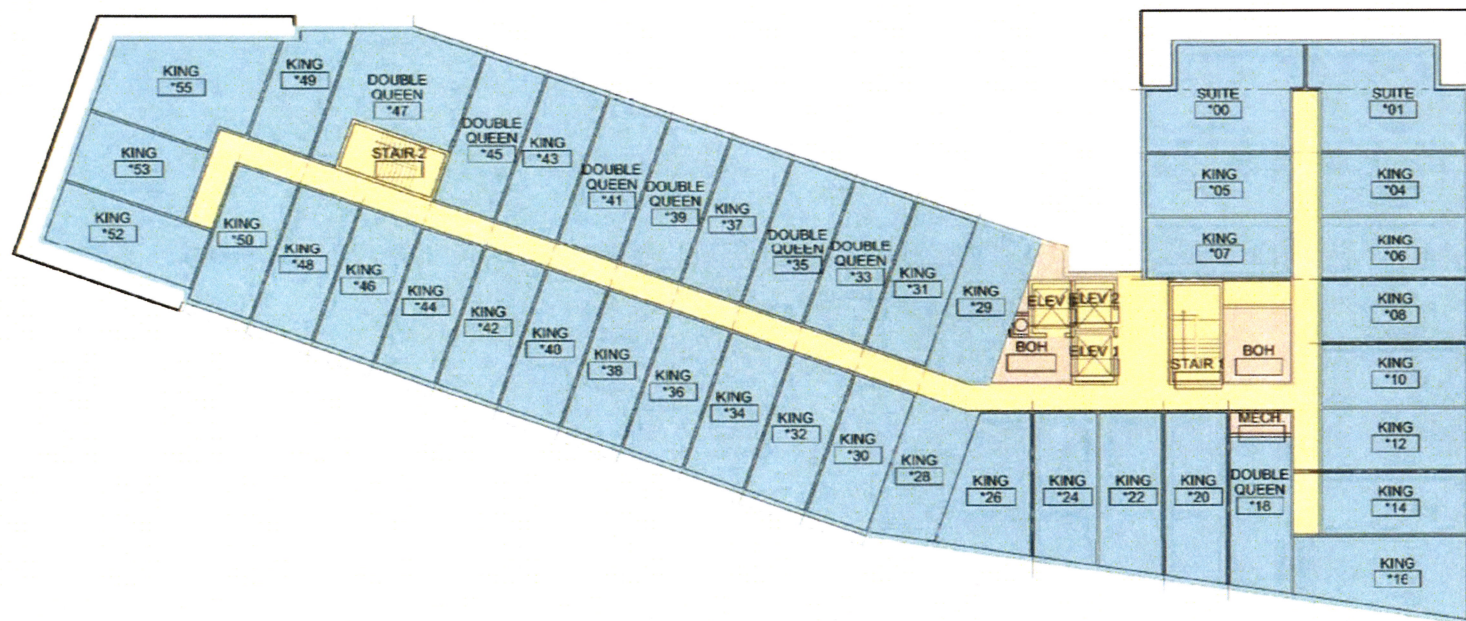 KING
*55
KING
*49
DOUBLE
QUEEN
*47
KING
*53
STAIR 2
KING
*52
DOUBLE
QUEEN
*45
KING
*43
DOUBLE
QUEEN
*41
DOUBLE
QUEEN
*39
KING
*37
DOUBLE
QUEEN
*35
DOUBLE
QUEEN
*33
KING
*31
KING
*29
KING
*50
KING
*48
KING
*46
KING
*44
KING
*42
KING
*40
KING
*38
KING
*36
KING
*34
KING
*32
KING
*30
KING
*28
KING
*26
KING
*24
KING
*22
KING
*20
DOUBLE
QUEEN
*18
MECH.
ELEV
ELEV 2
ELEV 1
BOH
STAIR 1
BOH
SUITE
*00
SUITE
*01
KING
*05
KING
*04
KING
*07
KING
*06
KING
*08
KING
*10
KING
*12
KING
*14
KING
*16